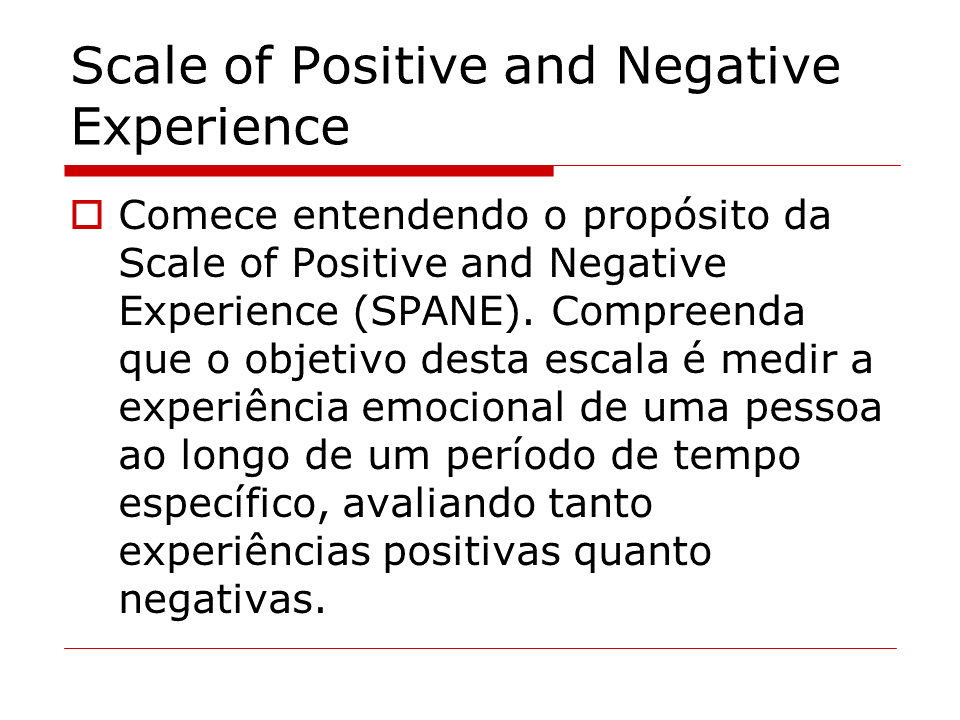 Scale of Positive and Negative
Experience
Comece entendendo o propósito da
Scale of Positive and Negative
Experience (SPANE). Compreenda
que o objetivo desta escala é medir a
experiência emocional de uma pessoa
ao longo de um período de tempo
específico, avaliando tanto
experiências positivas quanto
negativas.